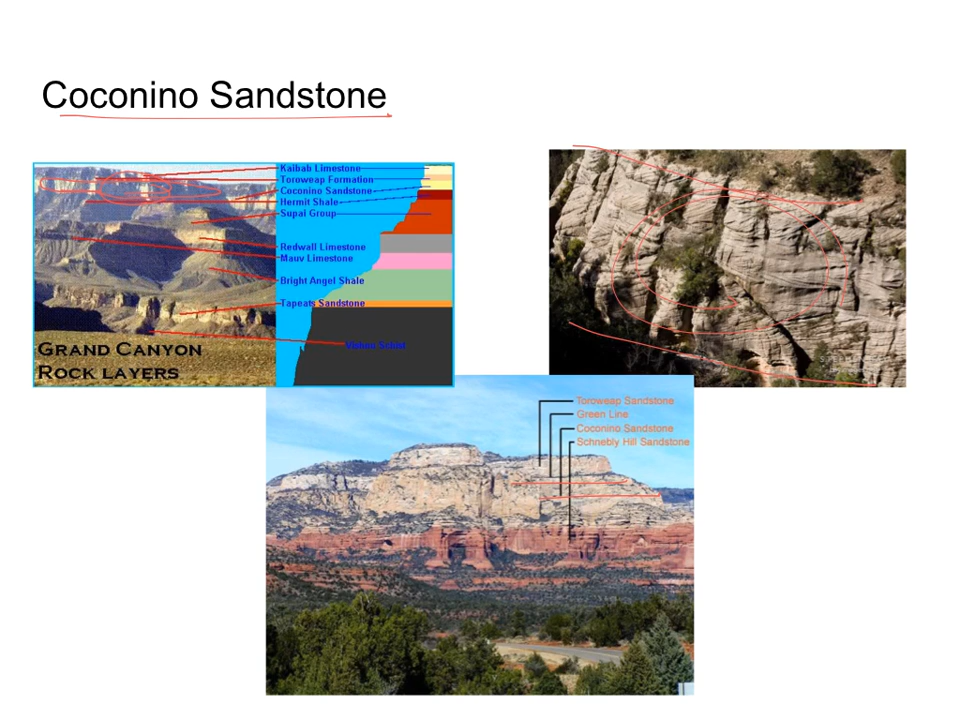 Coconino Sandstone
Kaibab Limestone
Toroweap Formation
Coconino Sandstone
Hermit Shale
Supai Group
Redwall Limestone
Mauv Limestone
Bright Angel Shale
Tapeats Sandstone
Vishnu Schist
Grand Canyon
Rock layers
Toroweap Sandstone
Green Line
Coconino Sandstone
Schnebly Hill Sandstone